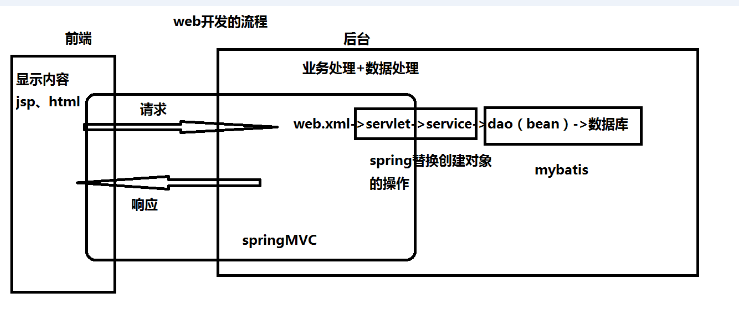 web开发的流程
前端
后台
显示内容
jsp、html
业务处理+数据处理
请求
web.xml->servlet->service->dao（bean）->数据库
spring替换创建对象
的操作
mybatis
响应
springMVC